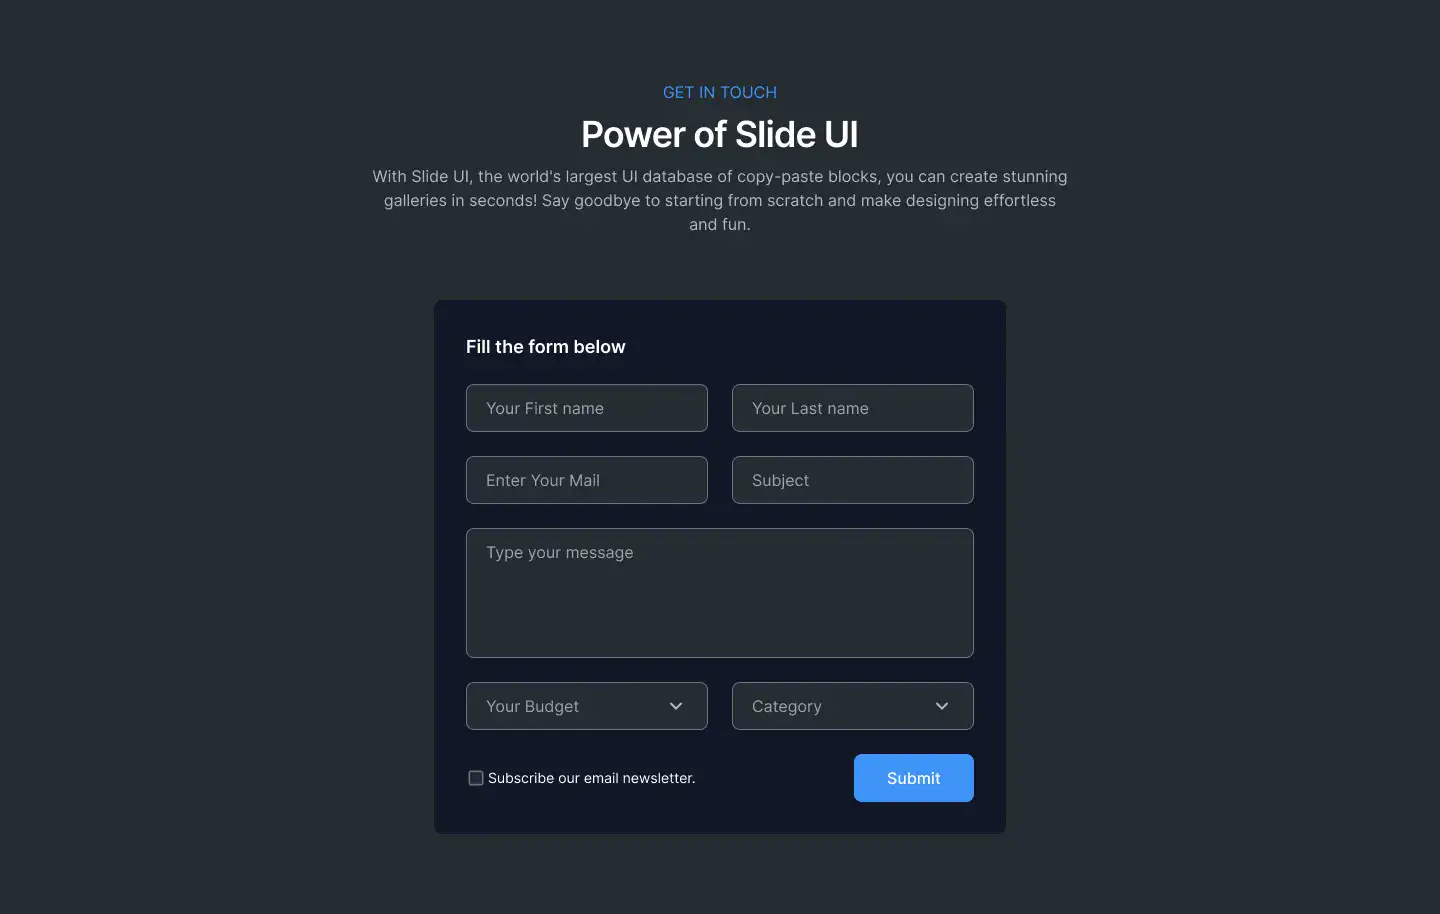 GET IN TOUCH
Power of Slide UI
With Slide UI, the world's largest UI database of copy-paste blocks, you can create stunning
galleries in seconds! Say goodbye to starting from scratch and make designing effortless
and fun.
Fill the form below
Your First name
Your Last name
Enter Your Mail
Subject
Type your message
Your Budget
Category
Subscribe our email newsletter.
Submit